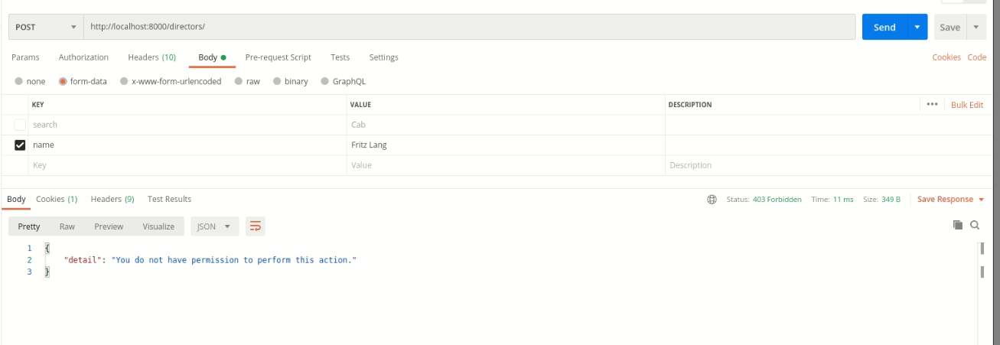 POST http://localhost:8000/directors/ Send Save
Params Authorization Headers (10) Body Pre-request Script Tests Settings Cookies Code
none form-data x-www-form-urlencoded raw binary GraphQL
KEY VALUE DESCRIPTION ••• Bulk Edit
search Cab
name Fritz Lang
Key Value Description
Body Cookies (1) Headers (9) Test Results Status: 403 Forbidden Time: 11 ms Size: 349 B Save Response
Pretty Raw Preview Visualize JSON
1 {
2 "detail": "You do not have permission to perform this action."
3 }